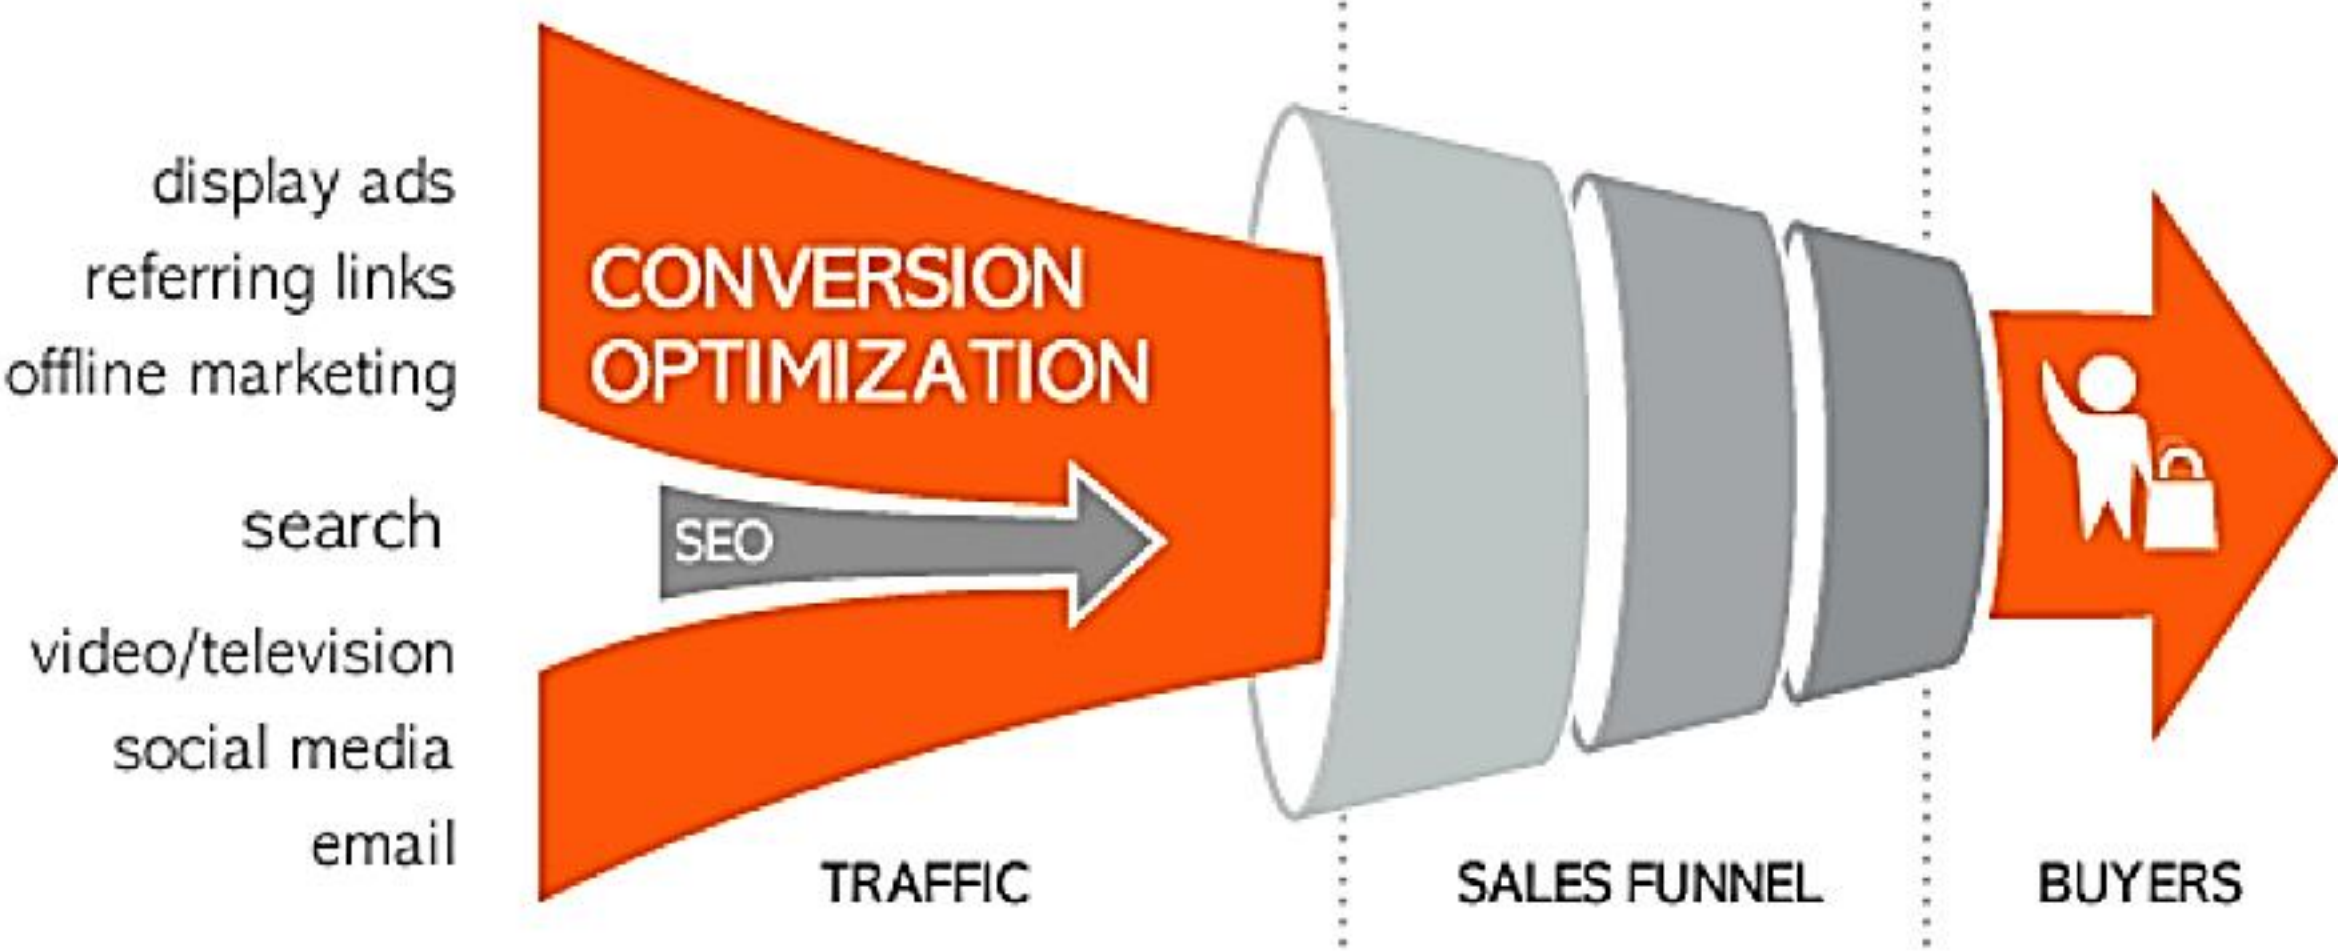 display ads
referring links
offline marketing
search
video/television
social media
email
CONVERSION
OPTIMIZATION
SEO
TRAFFIC
SALES FUNNEL
BUYERS